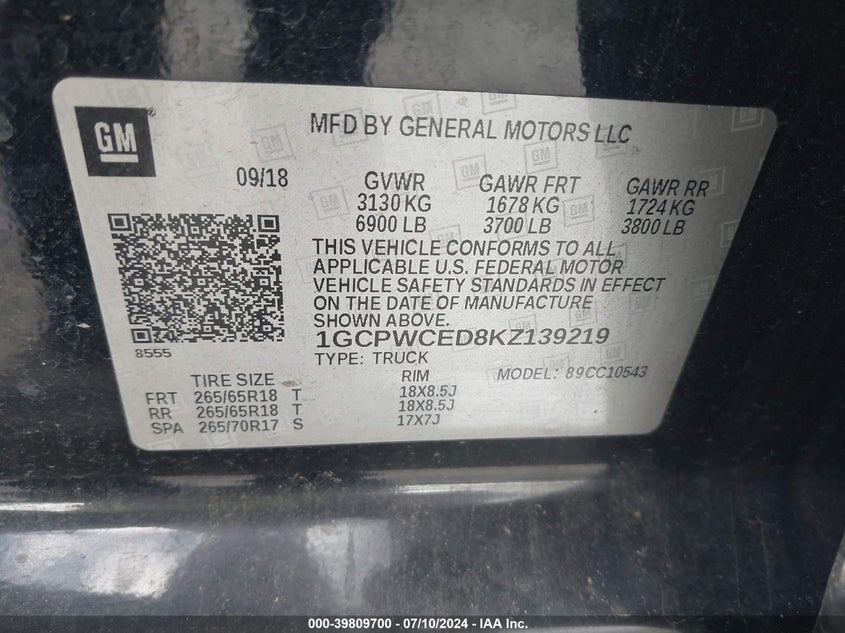 GM®
MFD BY GENERAL MOTORS LLC
09/18 GVWR GAWR FRT GAWR RR
3130 KG 1678 KG 1724 KG
6900 LB 3700 LB 3800 LB
THIS VEHICLE CONFORMS TO ALL
APPLICABLE U.S. FEDERAL MOTOR
VEHICLE SAFETY STANDARDS IN EFFECT
ON THE DATE OF MANUFACTURE
SHOWN ABOVE.
8555
1GCPWCED8KZ139219
TYPE: TRUCK
TIRE SIZE RIM MODEL: 89CC10543
FRT 265/65R18 T 18X8.5J
RR 265/65R18 T 18X8.5J
SPA 265/70R17 S 17X7J
000-39809700 - 07/10/2024 - IAA Inc.